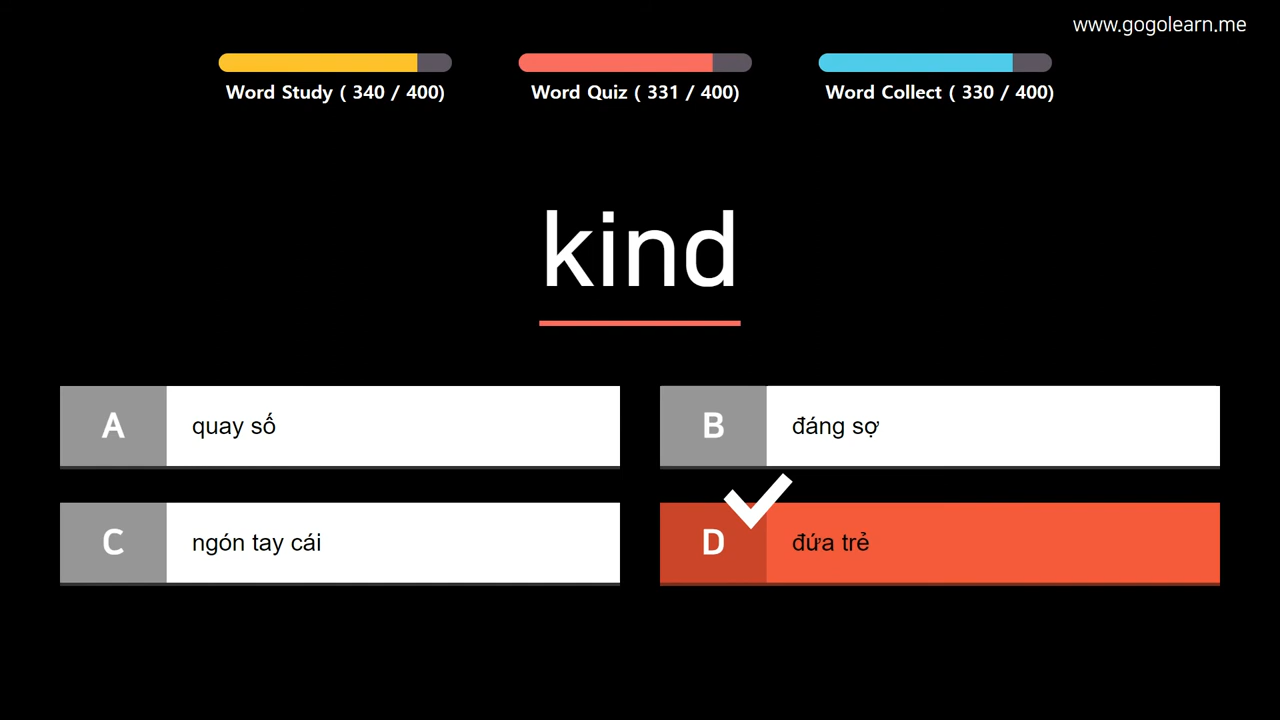 www.gogolearn.me
Word Study ( 340 / 400)
Word Quiz ( 331 / 400)
Word Collect ( 330 / 400)
kind
A quay số
B đáng sợ
C ngón tay cái
D đứa trẻ